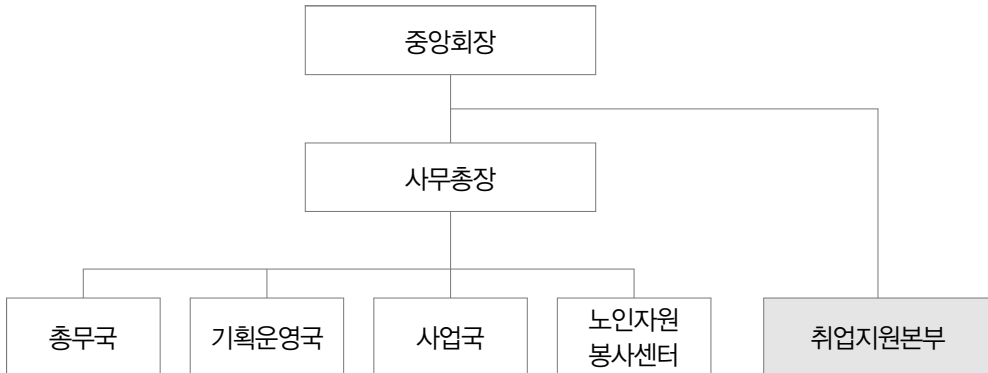 중앙회장
사무총장
총무국
기획운영국
사업국
노인자원
봉사센터
취업지원본부